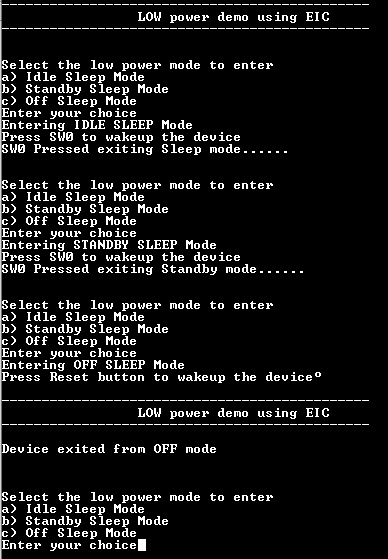 LOW power demo using EIC
Select the low power mode to enter
a) Idle Sleep Mode
b) Standby Sleep Mode
c) Off Sleep Mode
Enter your choice
Entering IDLE SLEEP Mode
Press SW0 to wakeup the device
SW0 Pressed exiting Sleep mode......
Select the low power mode to enter
a) Idle Sleep Mode
b) Standby Sleep Mode
c) Off Sleep Mode
Enter your choice
Entering STANDBY SLEEP Mode
Press SW0 to wakeup the device
SW0 Pressed exiting Standby mode......
Select the low power mode to enter
a) Idle Sleep Mode
b) Standby Sleep Mode
c) Off Sleep Mode
Enter your choice
Entering OFF SLEEP Mode
Press Reset button to wakeup the device°
LOW power demo using EIC
Device exited from OFF mode
Select the low power mode to enter
a) Idle Sleep Mode
b) Standby Sleep Mode
c) Off Sleep Mode
Enter your choice